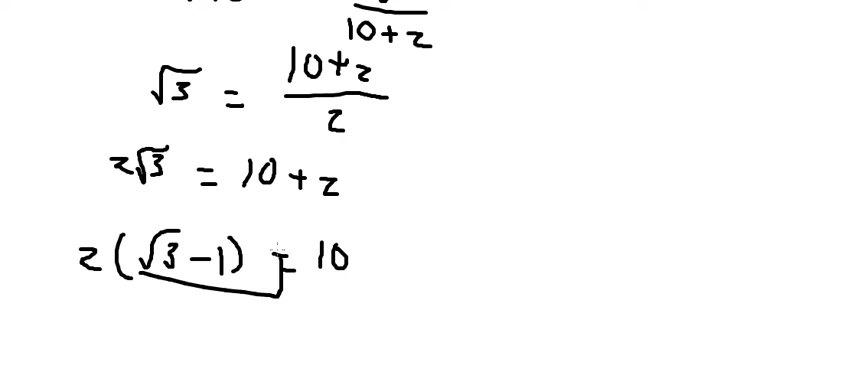 10+z
√3 = 10+z / z
z√3 = 10+z
z(√3-1) = 10